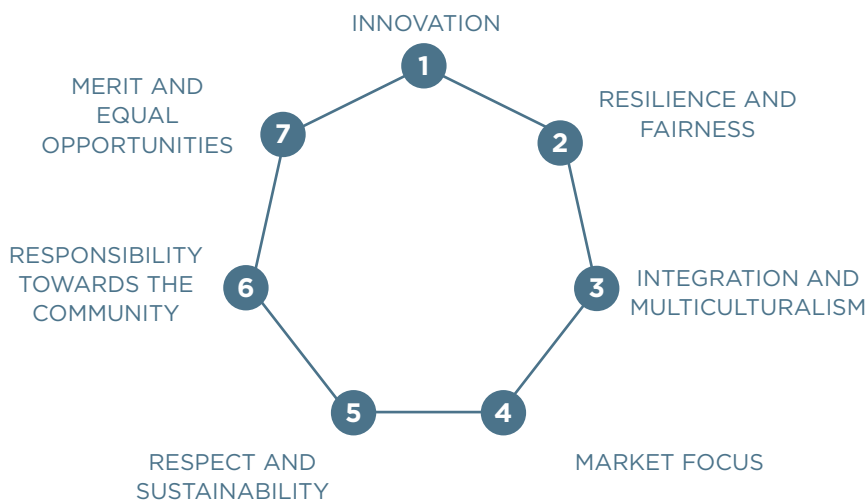 INNOVATION
1
RESILIENCE AND
FAIRNESS
2
INTEGRATION AND
MULTICULTURALISM
3
MARKET FOCUS
4
RESPECT AND
SUSTAINABILITY
5
RESPONSIBILITY
TOWARDS THE
COMMUNITY
6
MERIT AND
EQUAL
OPPORTUNITIES
7